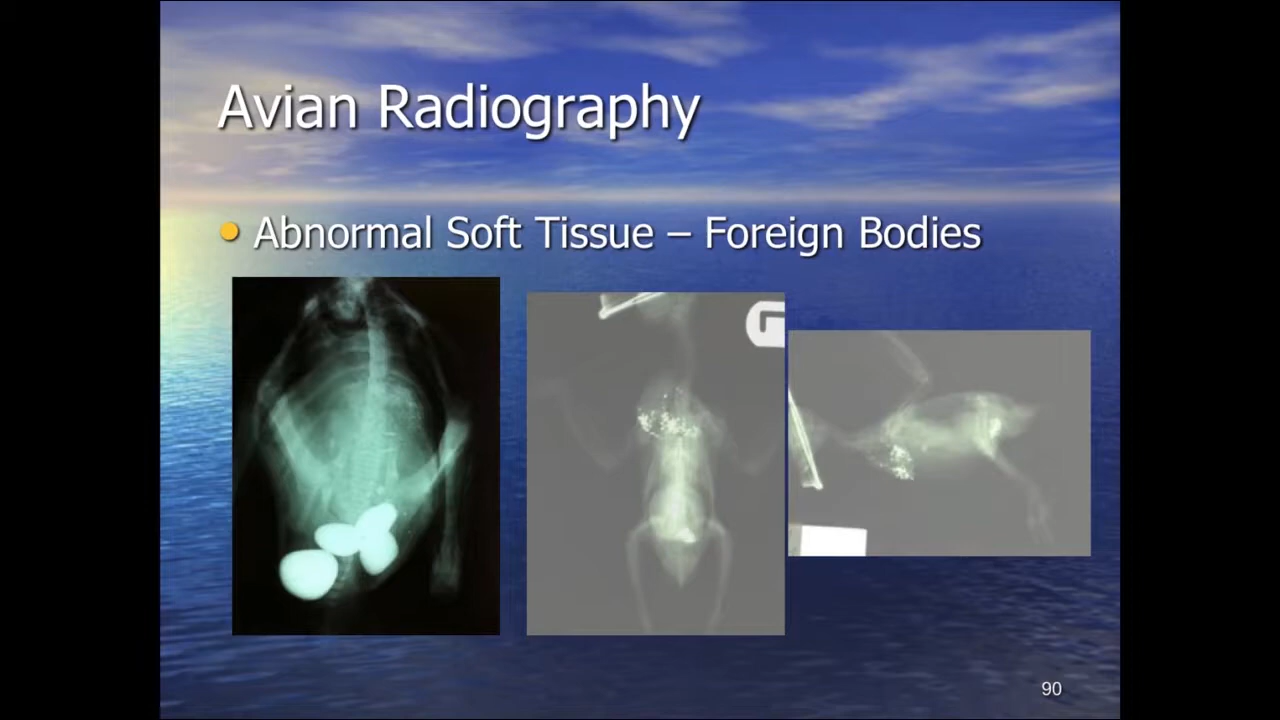 Avian Radiography
• Abnormal Soft Tissue – Foreign Bodies
90